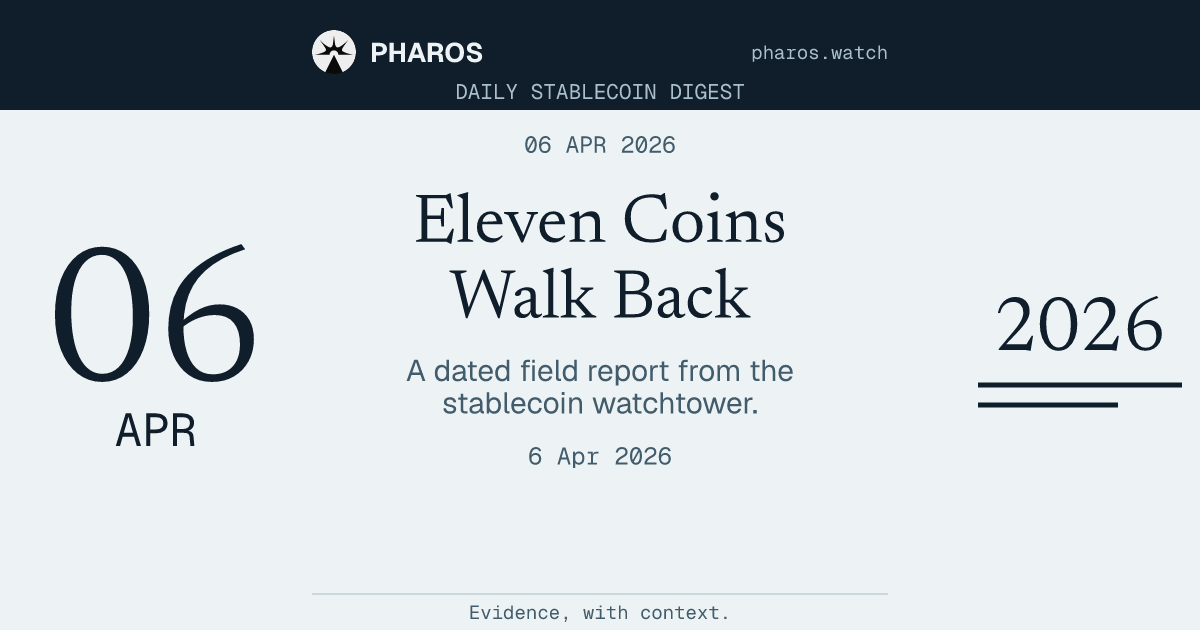 PHAROS
pharos.watch
DAILY STABLECOIN DIGEST
06 APR 2026
Eleven Coins
Walk Back
06
APR
2026
A dated field report from the
stablecoin watchtower.
6 Apr 2026
Evidence, with context.